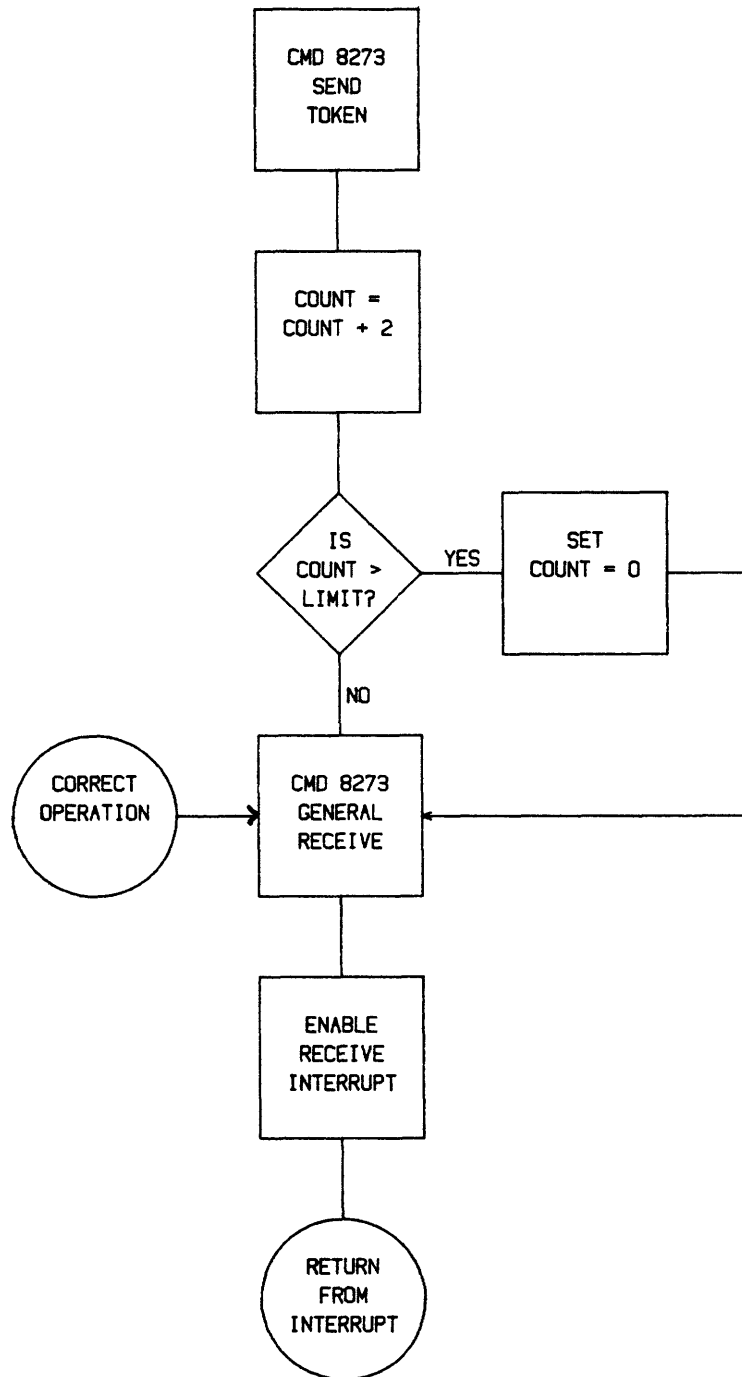 CMD 8273
SEND
TOKEN
COUNT =
COUNT + 2
IS
COUNT >
LIMIT?
YES
SET
COUNT = 0
NO
CORRECT
OPERATION
CMD 8273
GENERAL
RECEIVE
ENABLE
RECEIVE
INTERRUPT
RETURN
FROM
INTERRUPT